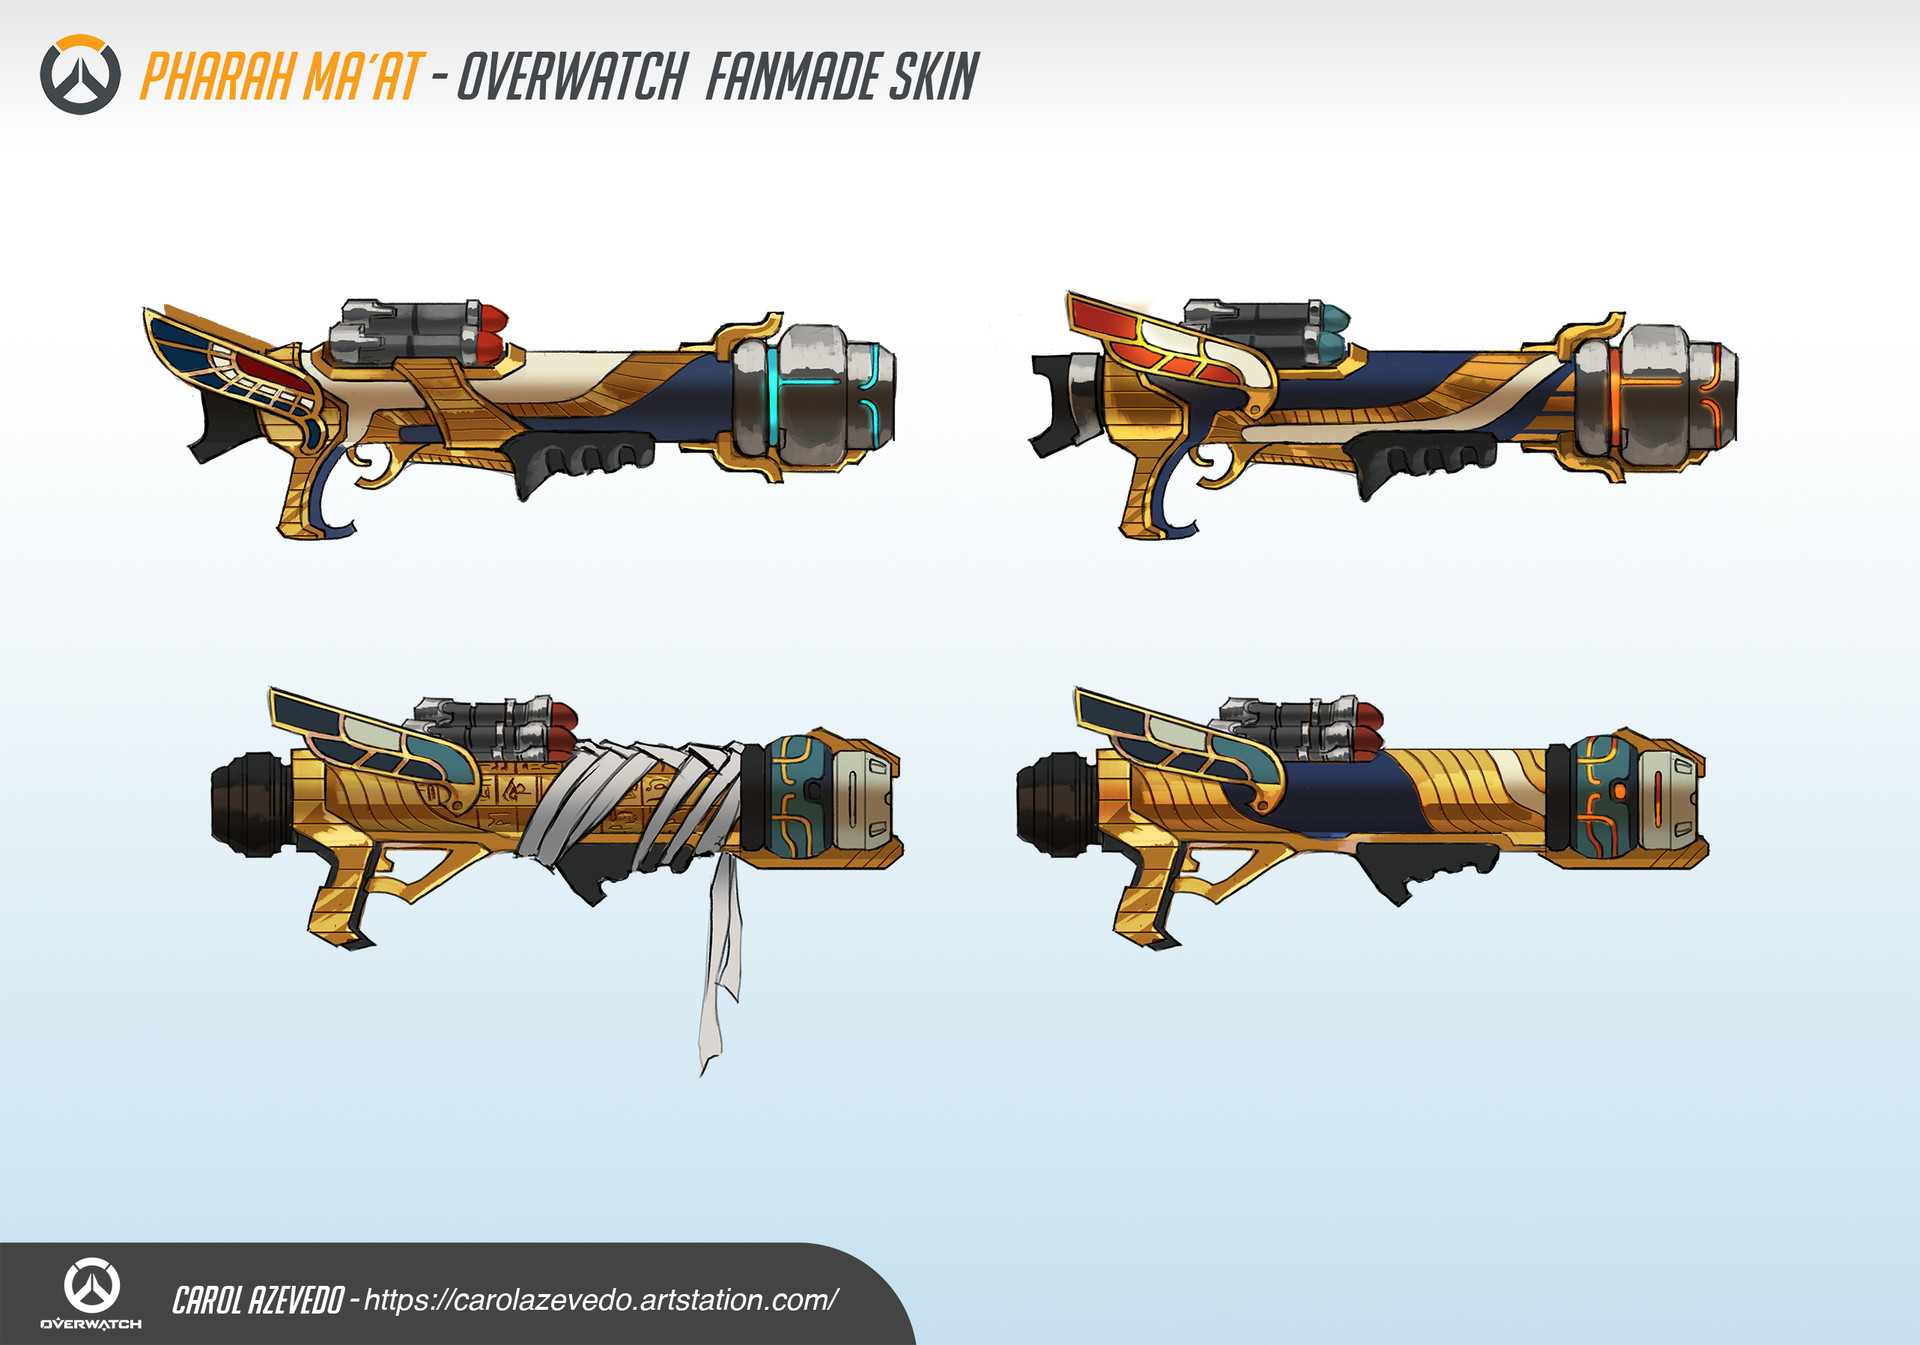 PHARAH MA´AT - OVERWATCH FANMADE SKIN
CAROL AZEVEDO - https://carolazevedo.artstation.com/
OVERWATCH